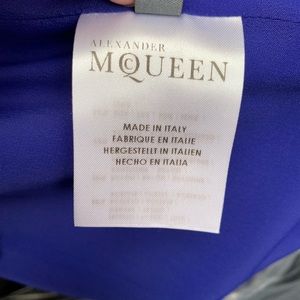 ALEXANDER
MCQUEEN
MADE IN ITALY
FABRIQUE EN ITALIE
HERGESTELLT IN ITALIEN
HECHO EN ITALIA